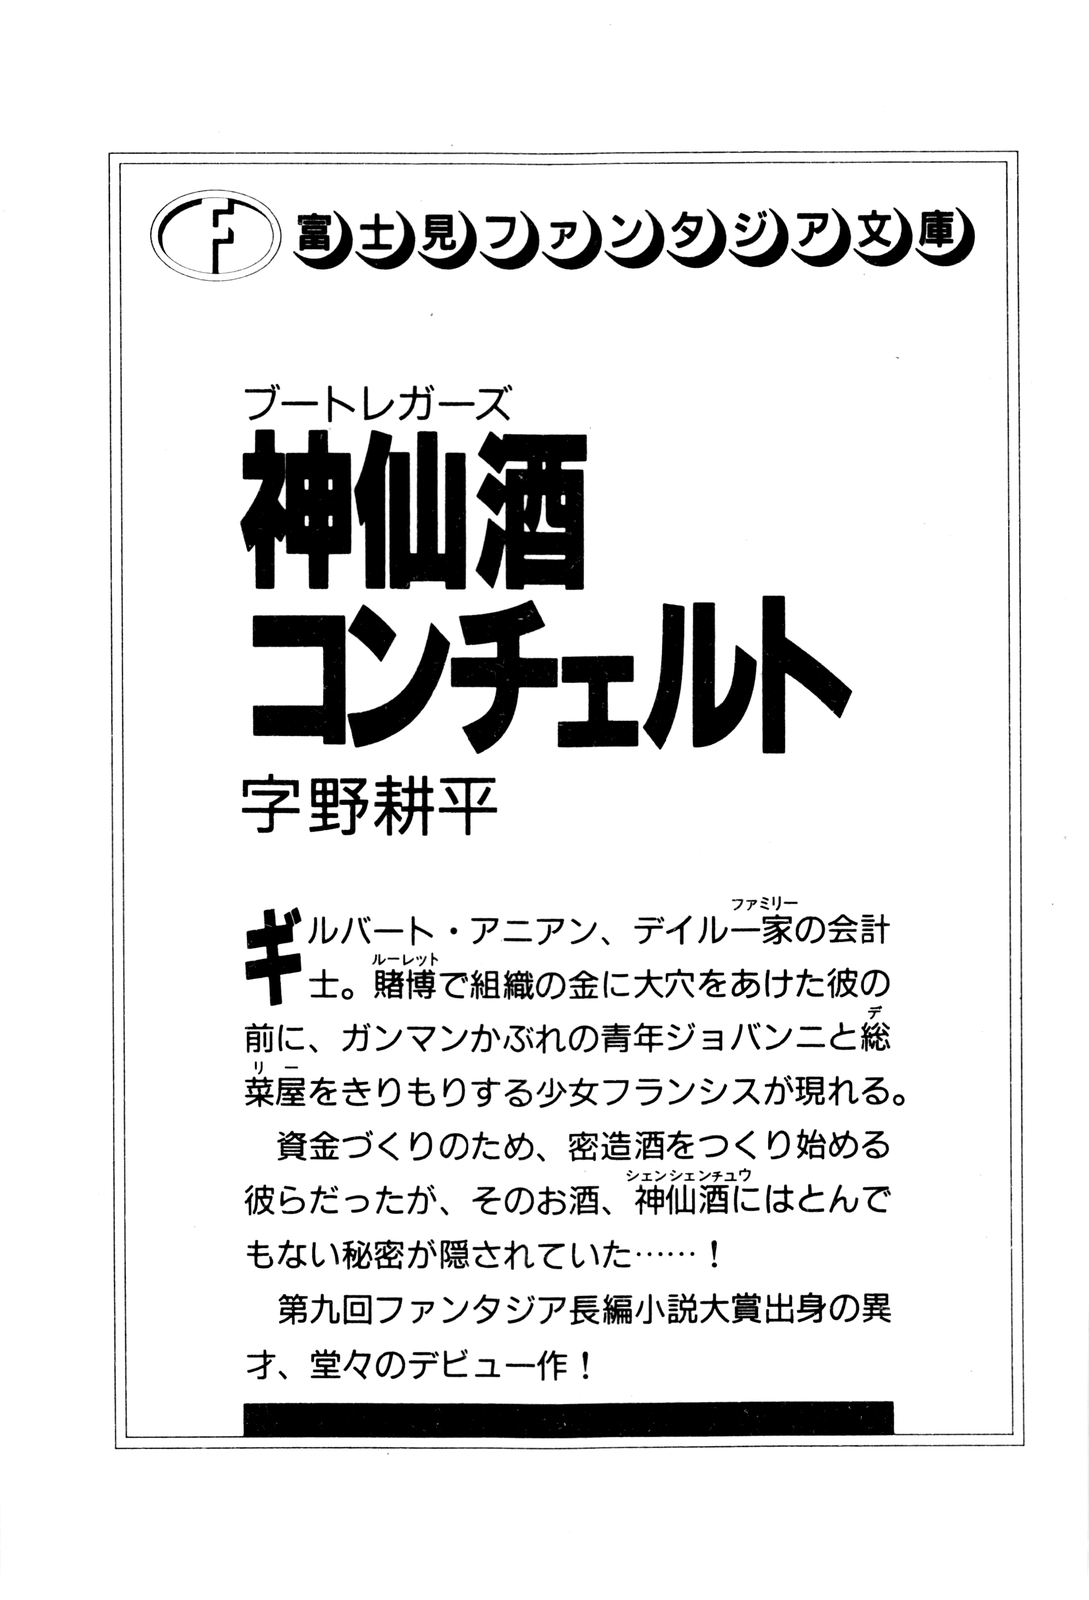 富士見ファンタジア文庫
ブートレガーズ
神仙酒
コンチェルト
字野耕平
ファミリー
ギルバート・アニアン、デイル一家の会計
ルーレット
士。賭博で組織の金に大穴をあけた彼の
デ
前に、ガンマンかぶれの青年ジョバンニと総
リー
菜屋をきりもりする少女フランシスが現れる。
資金づくりのため、密造酒をつくり始める
シェンシェンチュウ
彼らだったが、そのお酒、神仙酒にはとんで
もない秘密が隠されていた……！
第九回ファンタジア長編小説大賞出身の異
才、堂々のデビュー作！